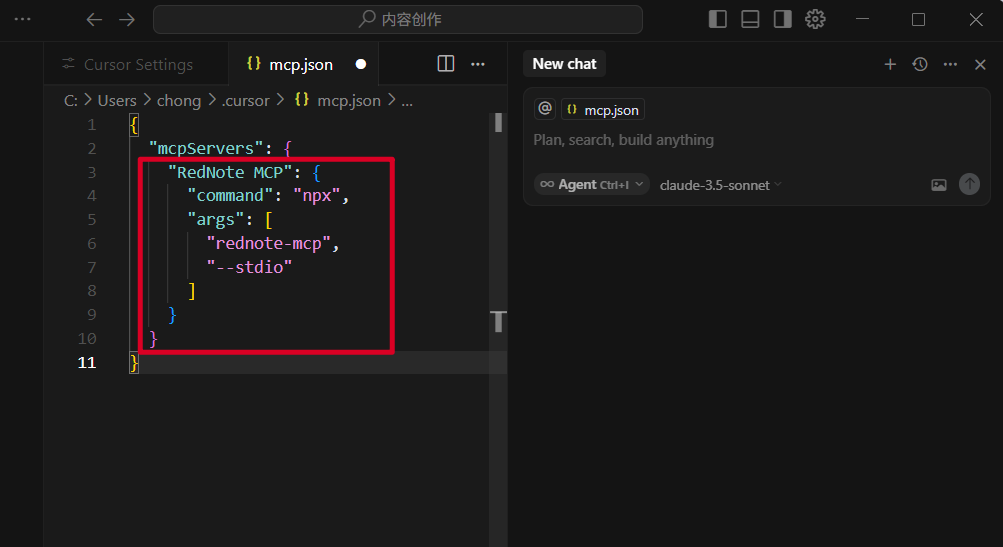 内容创作
Cursor Settings
{} mcp.json
C: > Users > chong > .cursor > {} mcp.json > ...
1 {
2 "mcpServers": {
3 "RedNote MCP": {
4 "command": "npx",
5 "args": [
6 "rednote-mcp",
7 "--stdio"
8 ]
9 }
10 }
11 }
New chat
@ {} mcp.json
Plan, search, build anything
∞ Agent Ctrl+I claude-3.5-sonnet